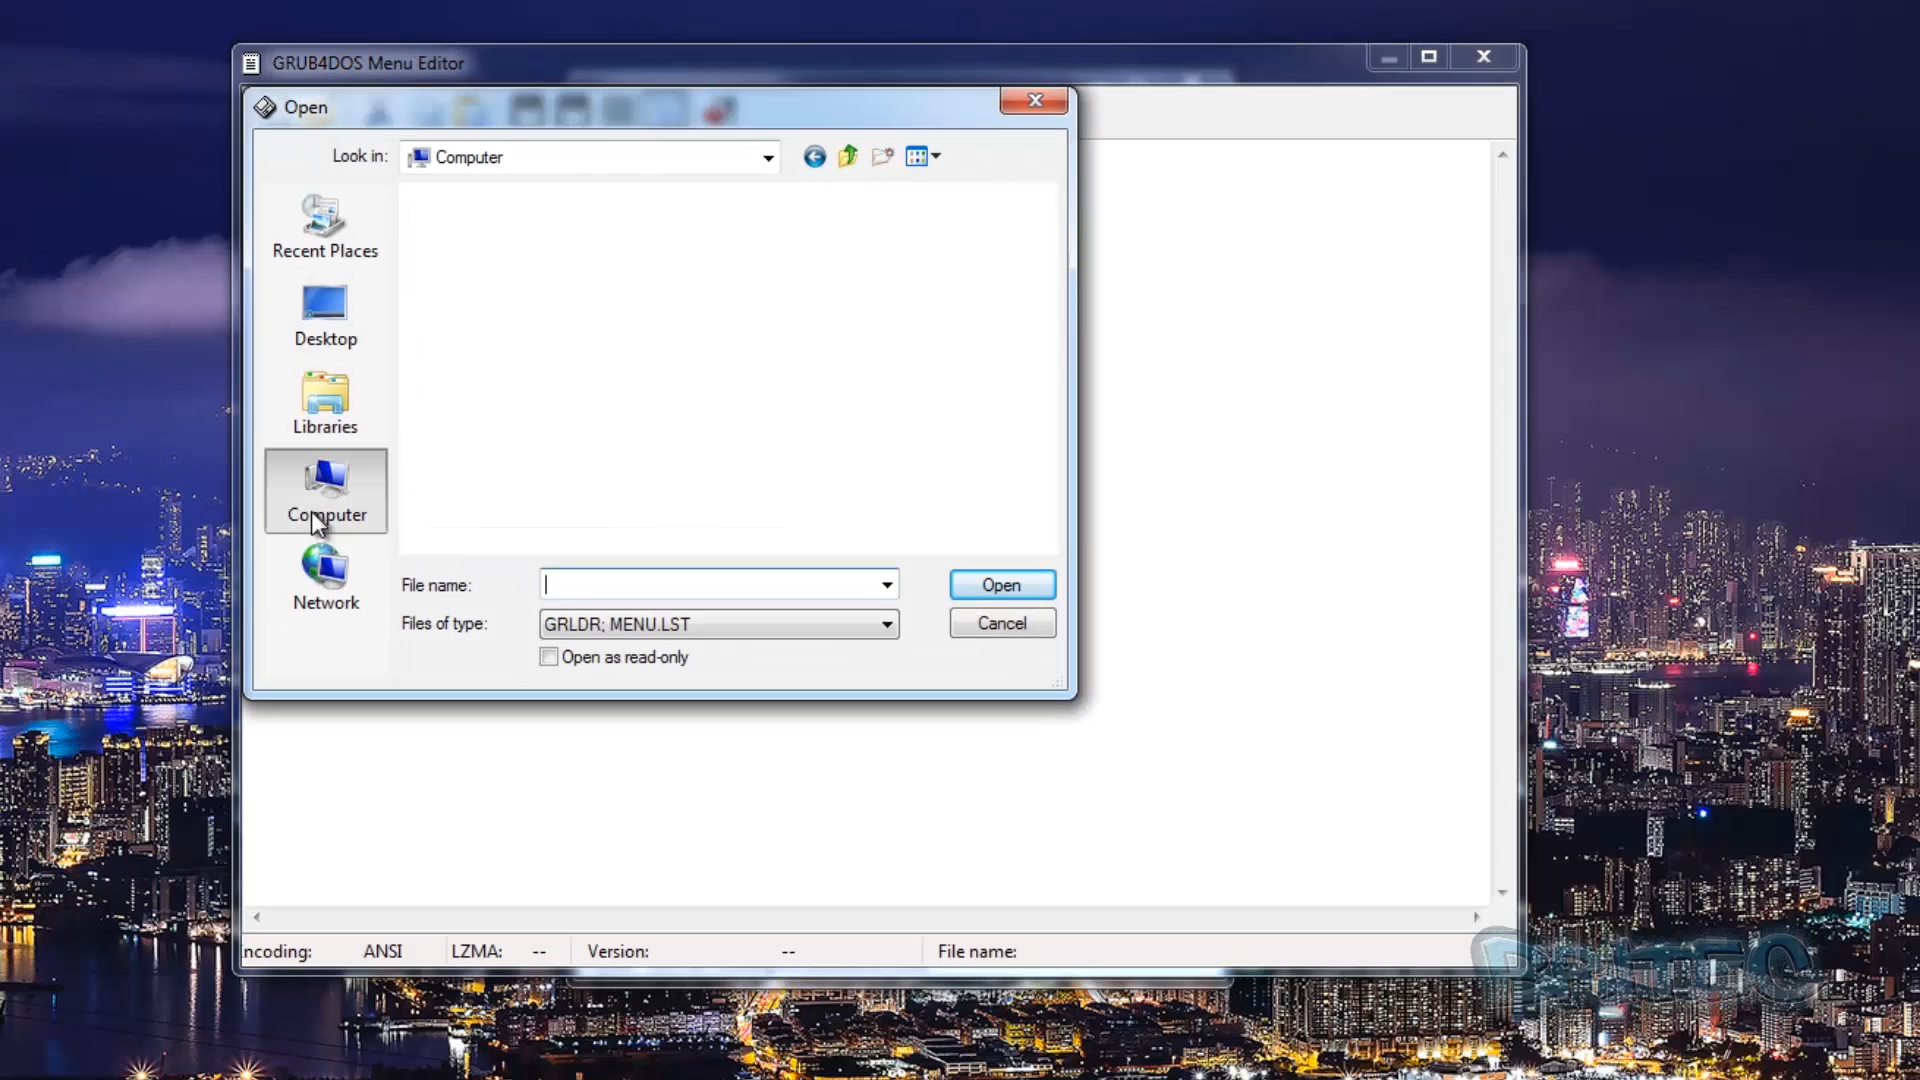 GRUB4DOS Menu Editor
Open
Look in:
Computer
Recent Places
Desktop
Libraries
Computer
Network
File name:
Open
Files of type:
GRLDR; MENU.LST
Cancel
Open as read-only
ncoding:
ANSI
LZMA:
--
Version:
--
File name: